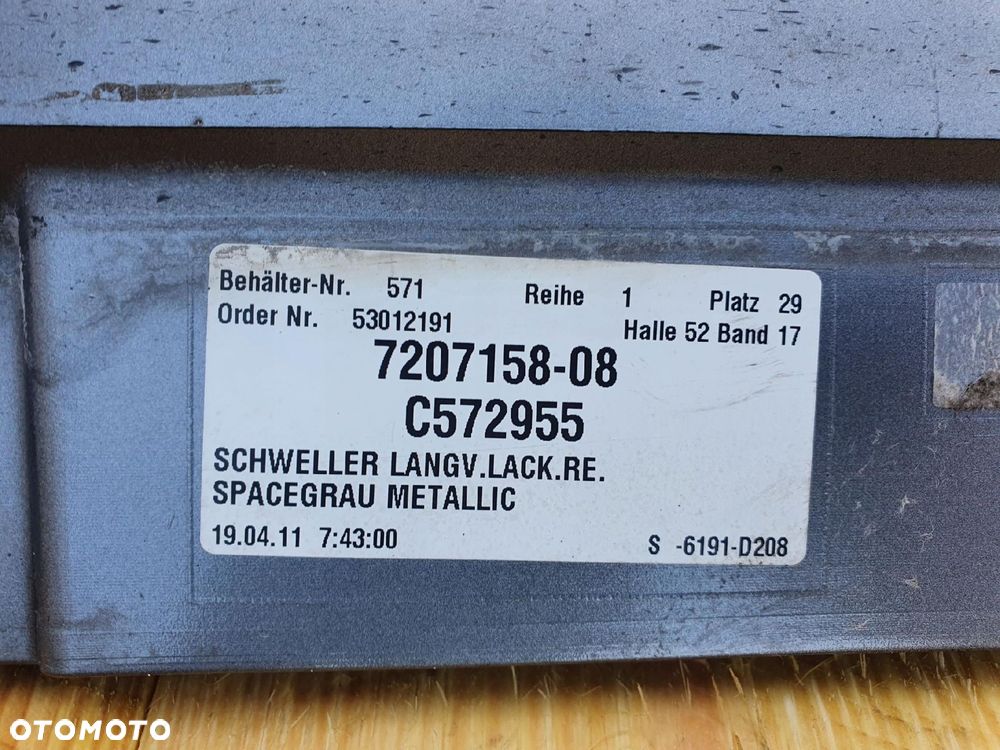 Behälter-Nr. 571 Reihe 1 Platz 29
Order Nr. 53012191 Halle 52 Band 17
7207158-08
C572955
SCHWELLER LANGV.LACK.RE.
SPACEGRAU METALLIC
19.04.11 7:43:00 S -6191-D208
OTOMOTO